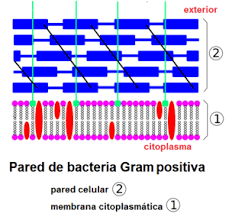 exterior
②
①
citoplasma
Pared de bacteria Gram positiva
pared celular ②
membrana citoplasmática ①